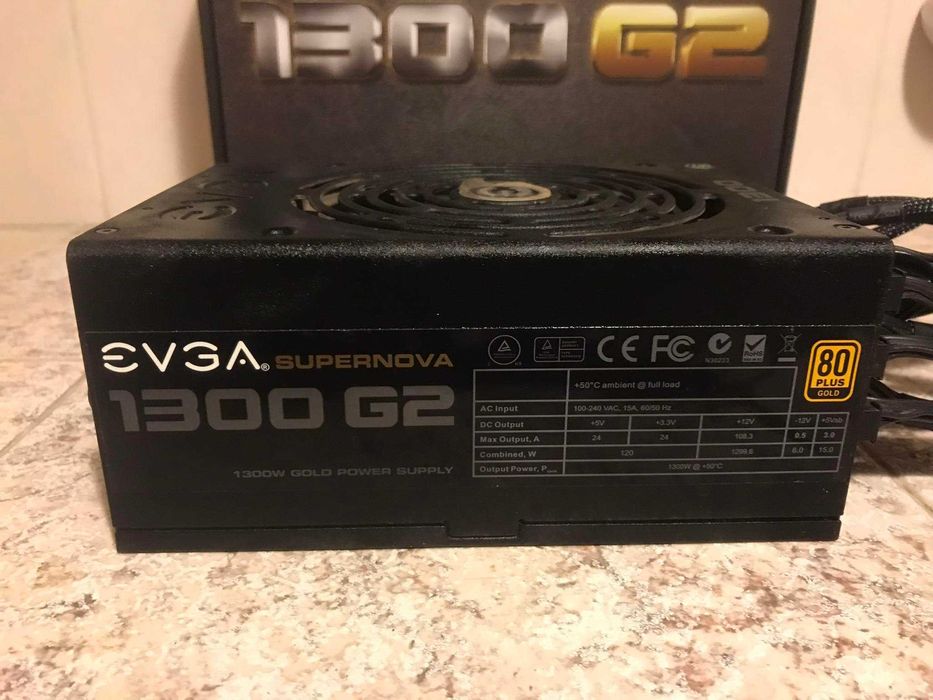 1300 G2
EVGA® SUPERNOVA
1300 G2
1300W GOLD POWER SUPPLY
CE FC N30223 RoHS
80
PLUS
GOLD
+50°C ambient @ full load
AC Input 100-240 VAC, 15A, 60/50 Hz
DC Output +5V +3.3V +12V -12V +5Vsb
Max Output, A 24 24 108.3 0.5 3.0
Combined, W 120 1299.6 6.0 15.0
Output Power, P 1300W @ +50°C